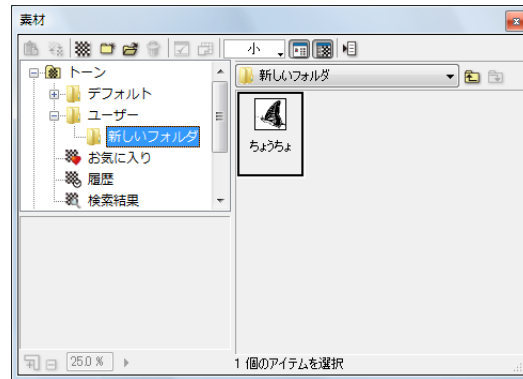 素材
小
トーン
デフォルト
ユーザー
新しいフォルダ
お気に入り
履歴
検索結果
新しいフォルダ
ちょうちょ
25.0 %
1 個のアイテムを選択